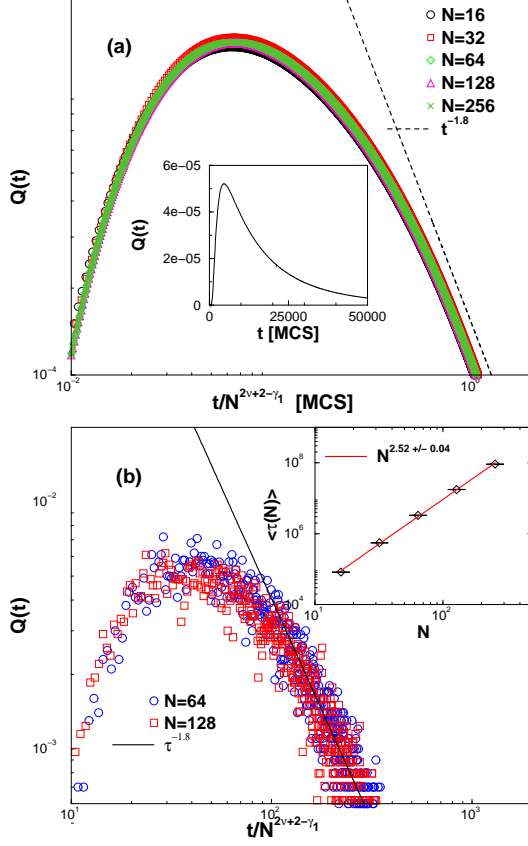 (a)
N=16
N=32
N=64
N=128
N=256
t^-1.8
Q(t)
6e-05
4e-05
2e-05
0e+00
Q(t)
0
25000
50000
t [MCS]
10^-4
10^-2
10^0
t/N^2ν+2−γ₁ [MCS]
(b)
10^-2
10^-3
Q(t)
N=64
N=128
τ^-1.8
10^1
10^2
10^3
t/N^2ν+2−γ₁
N^2.52 +/- 0.04
<τ(N)>
10^8
10^6
10^4
10^1
10^2
N